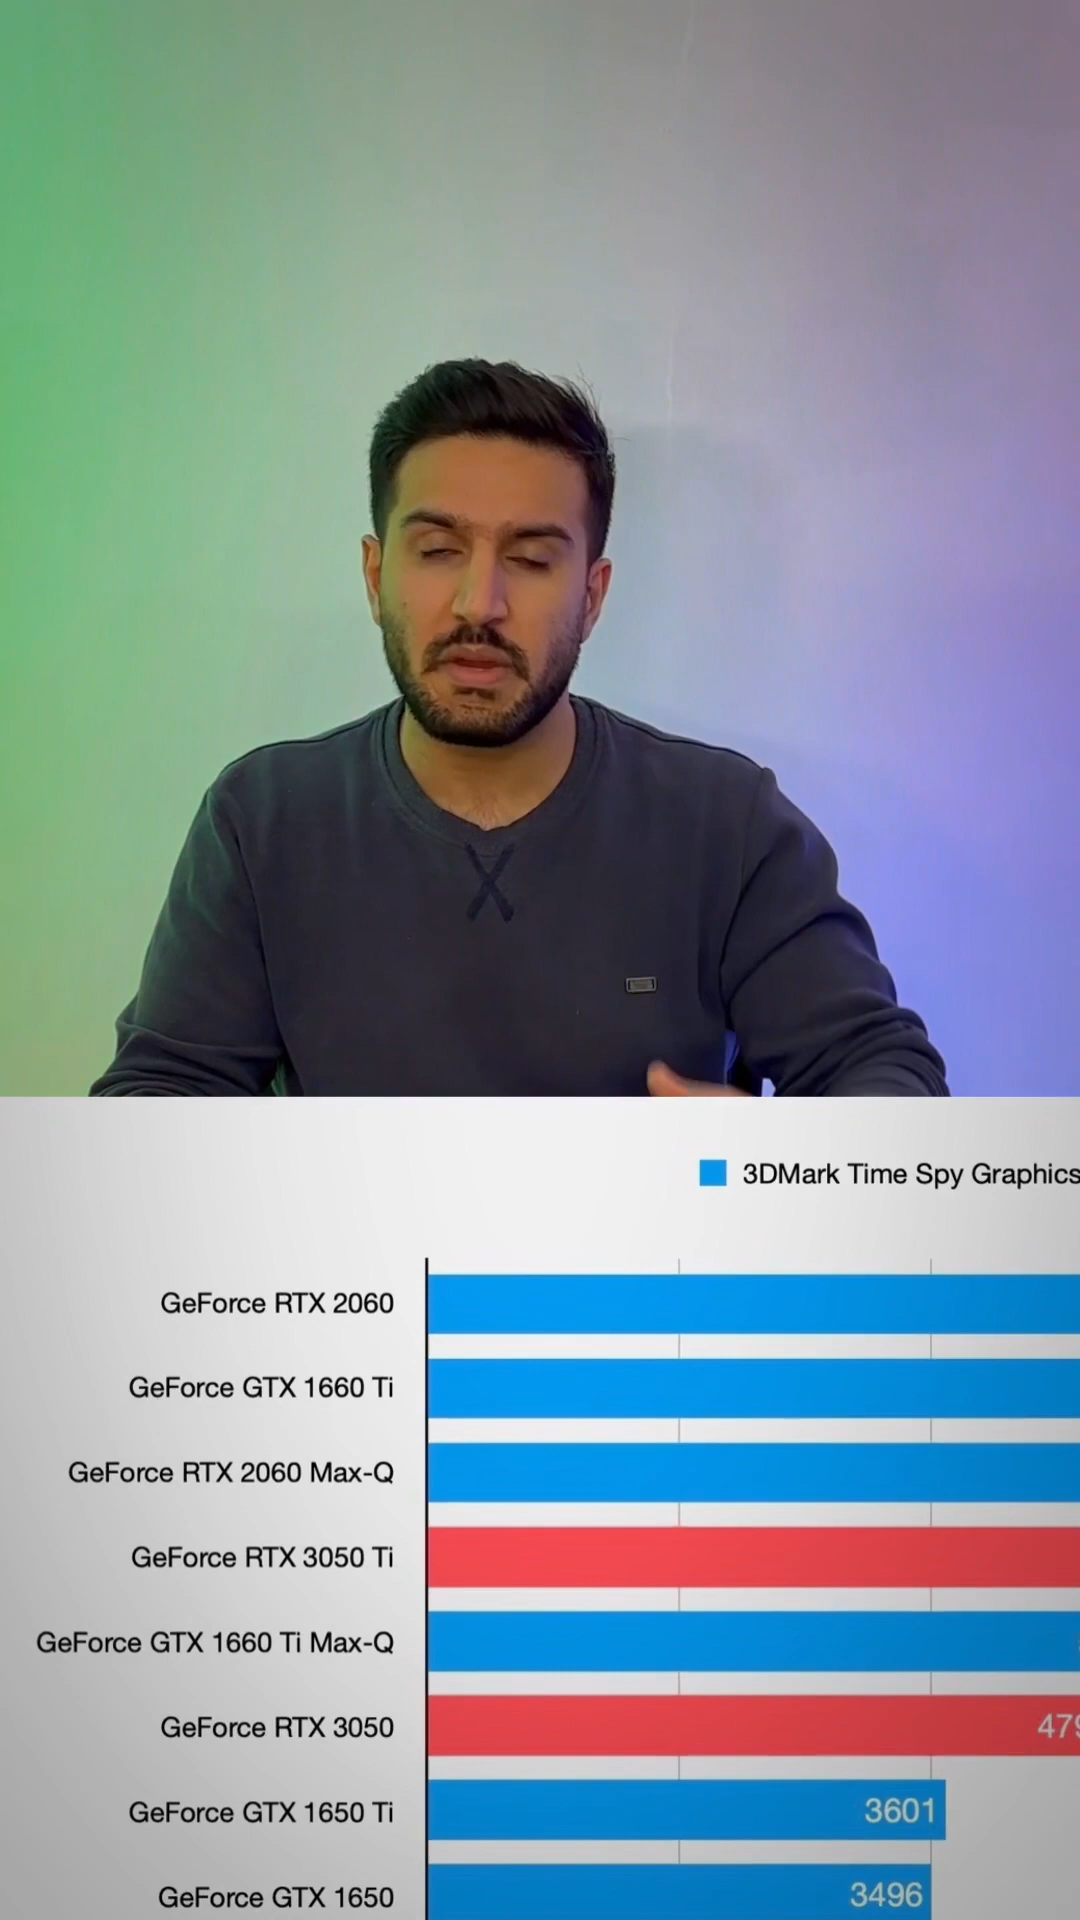 3DMark Time Spy Graphics
GeForce RTX 2060
GeForce GTX 1660 Ti
GeForce RTX 2060 Max-Q
GeForce RTX 3050 Ti
GeForce GTX 1660 Ti Max-Q
GeForce RTX 3050 479
GeForce GTX 1650 Ti 3601
GeForce GTX 1650 3496